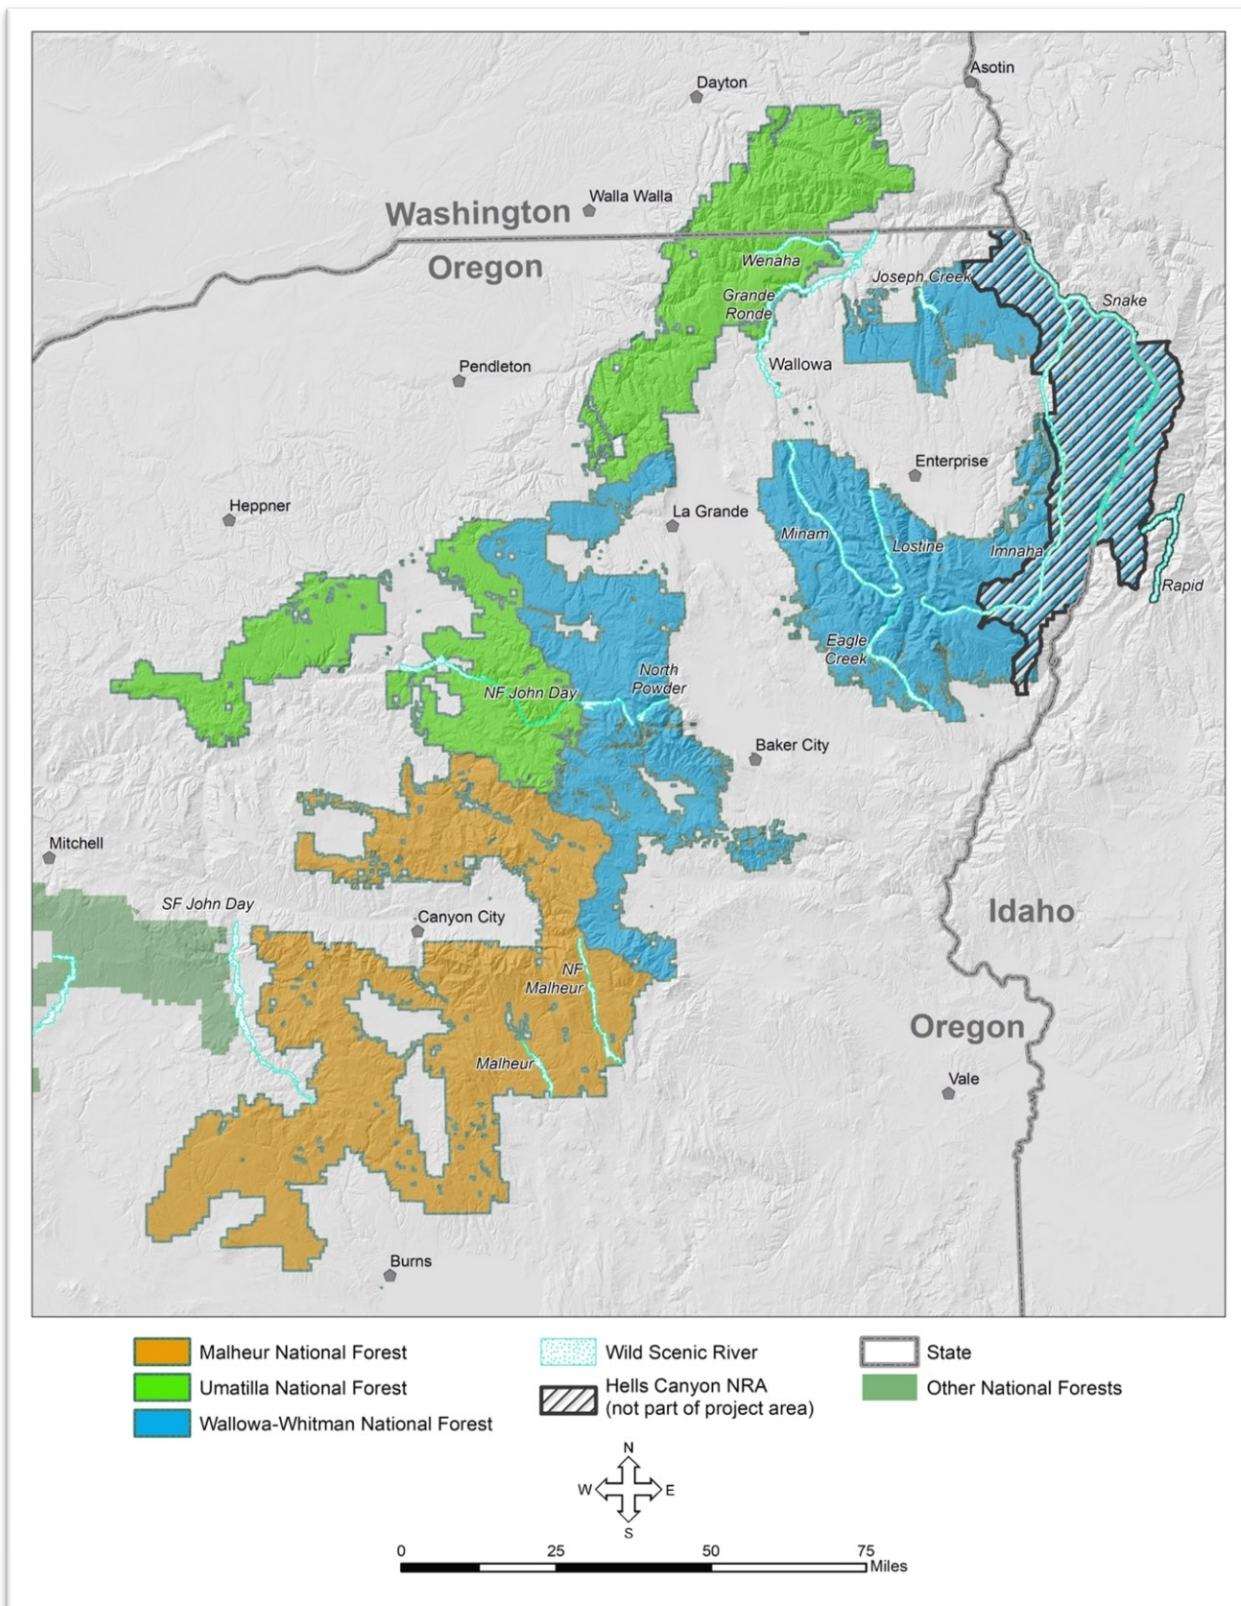 Asotin
Dayton
Walla Walla
Washington
Oregon
Wenaha
Joseph Creek
Grande
Ronde
Snake
Pendleton
Wallowa
Enterprise
Heppner
La Grande
Minam
Lostine
Imnaha
Rapid
Eagle
Creek
North
Powder
NF John Day
Baker City
Mitchell
SF John Day
Canyon City
Idaho
NF
Malheur
Oregon
Malheur
Vale
Burns
Malheur National Forest
Umatilla National Forest
Wallowa-Whitman National Forest
Wild Scenic River
Hells Canyon NRA
(not part of project area)
State
Other National Forests
N
W E
S
0 25 50 75
Miles